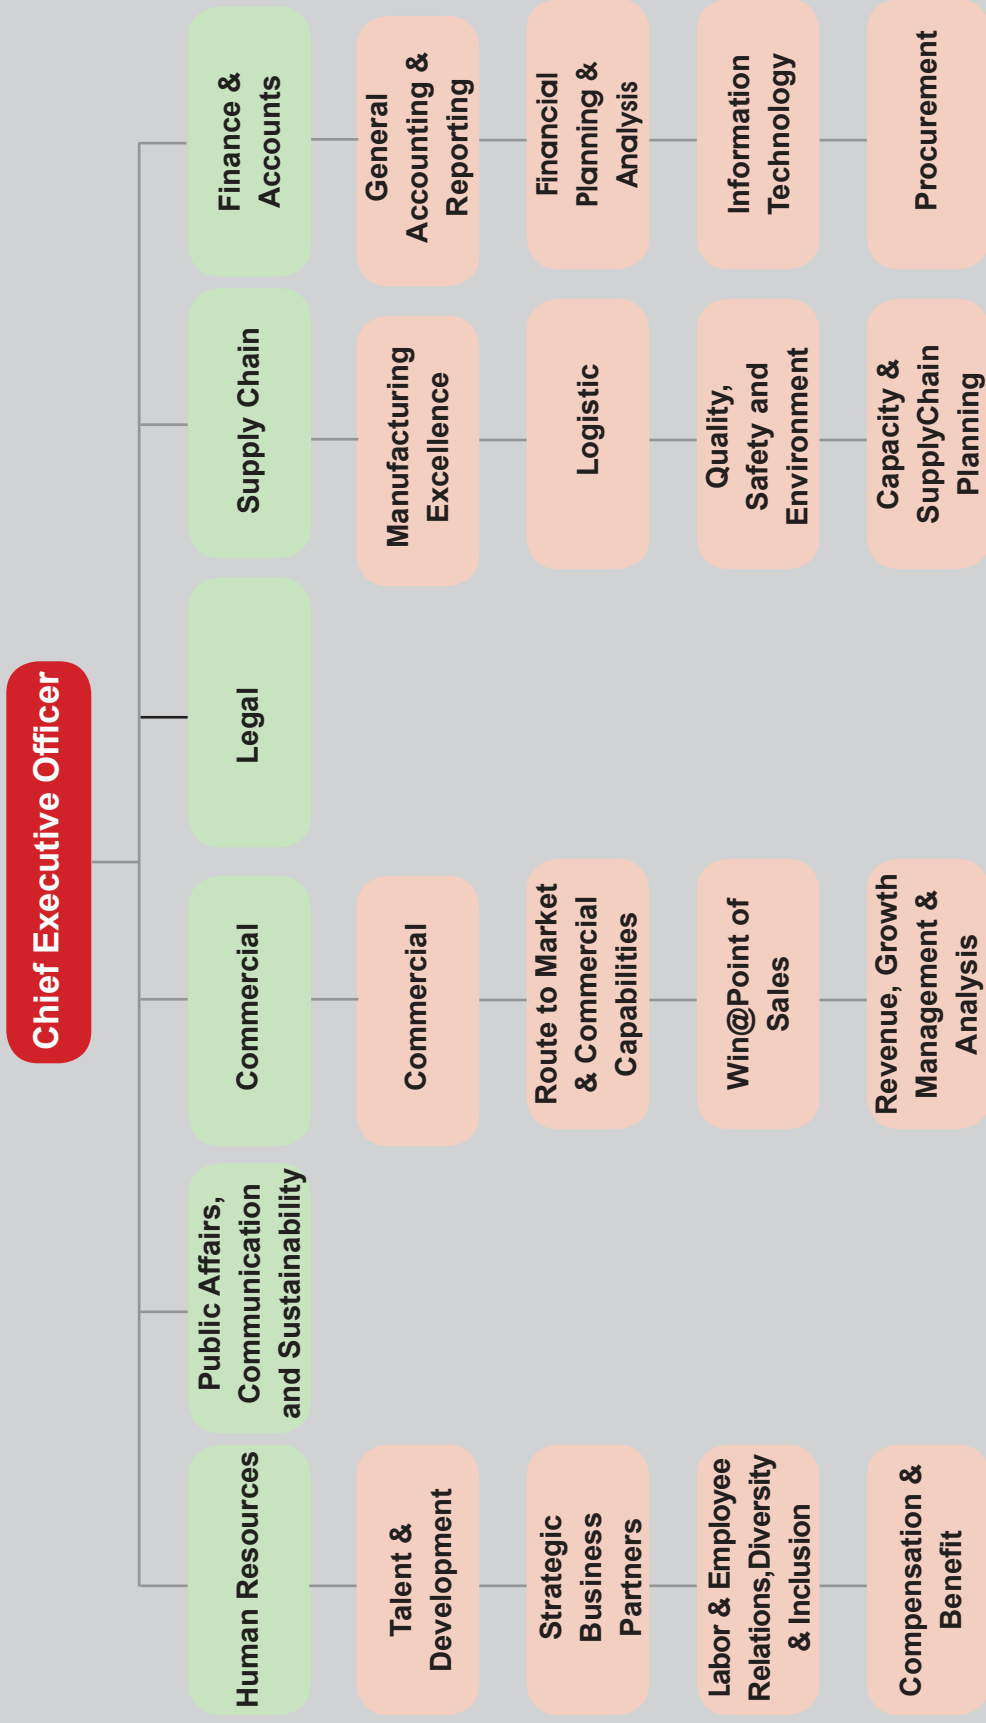 Chief Executive Officer
Human Resources
Public Affairs,
Communication
and Sustainability
Commercial
Legal
Supply Chain
Finance &
Accounts
Talent &
Development
Commercial
Manufacturing
Excellence
General
Accounting &
Reporting
Strategic
Business
Partners
Route to Market
& Commercial
Capabilities
Logistic
Financial
Planning &
Analysis
Labor & Employee
Relations,Diversity
& Inclusion
Win@Point of
Sales
Quality,
Safety and
Environment
Information
Technology
Compensation &
Benefit
Revenue, Growth
Management &
Analysis
Capacity &
SupplyChain
Planning
Procurement